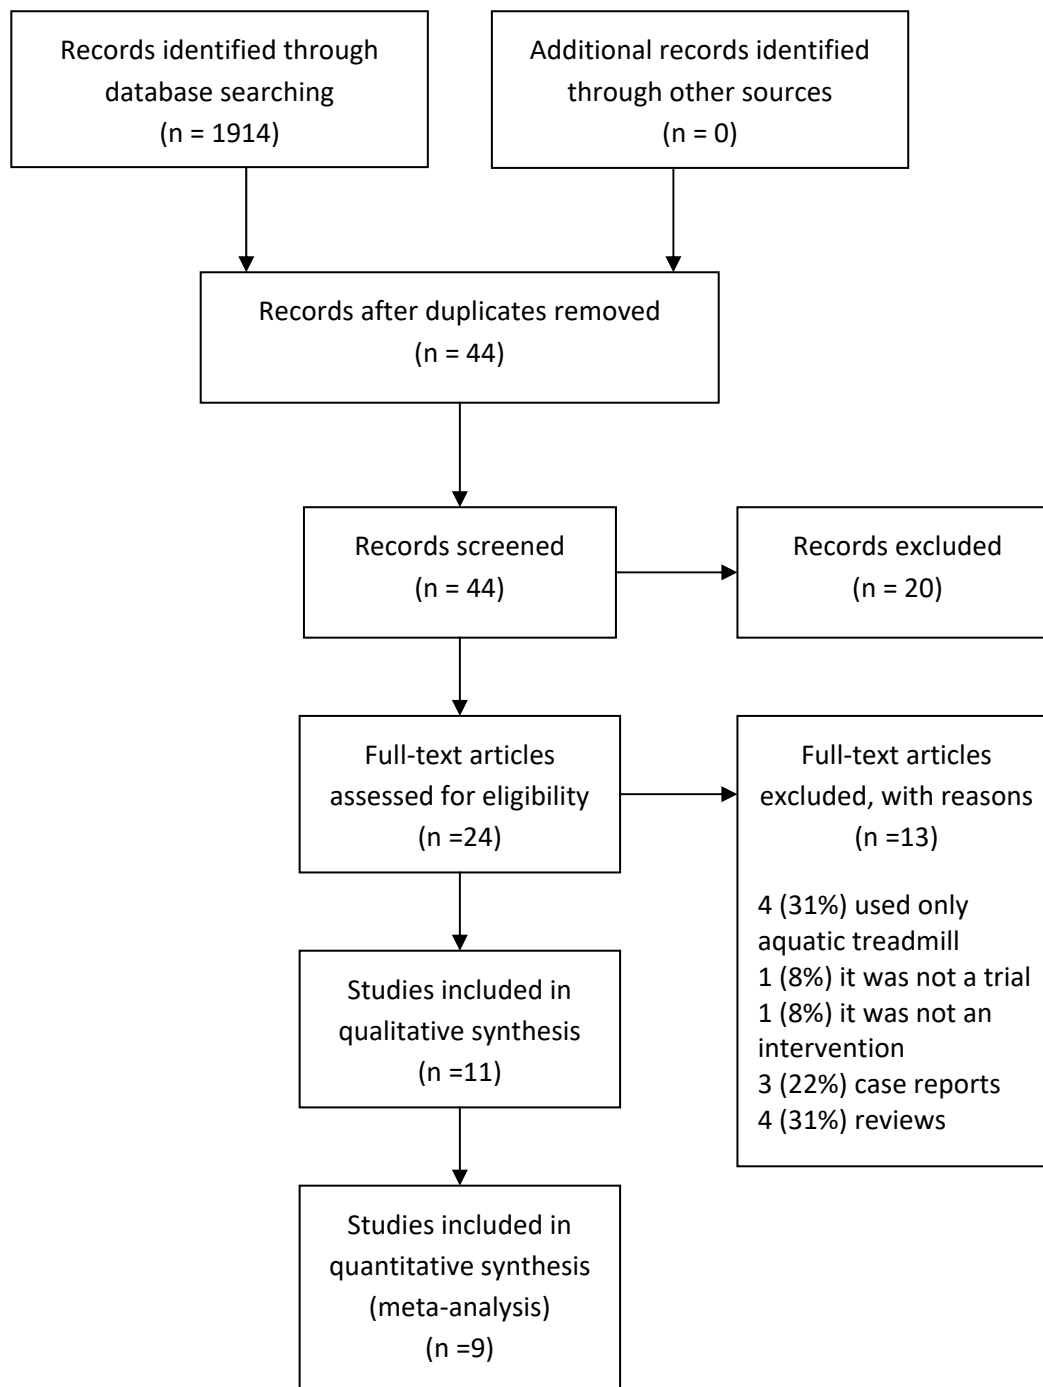 Records identified through
database searching
(n = 1914)
Additional records identified
through other sources
(n = 0)
Records after duplicates removed
(n = 44)
Records screened
(n = 44)
Records excluded
(n = 20)
Full-text articles
assessed for eligibility
(n =24)
Full-text articles
excluded, with reasons
(n =13)
4 (31%) used only
aquatic treadmill
1 (8%) it was not a trial
1 (8%) it was not an
intervention
3 (22%) case reports
4 (31%) reviews
Studies included in
qualitative synthesis
(n =11)
Studies included in
quantitative synthesis
(meta-analysis)
(n =9)